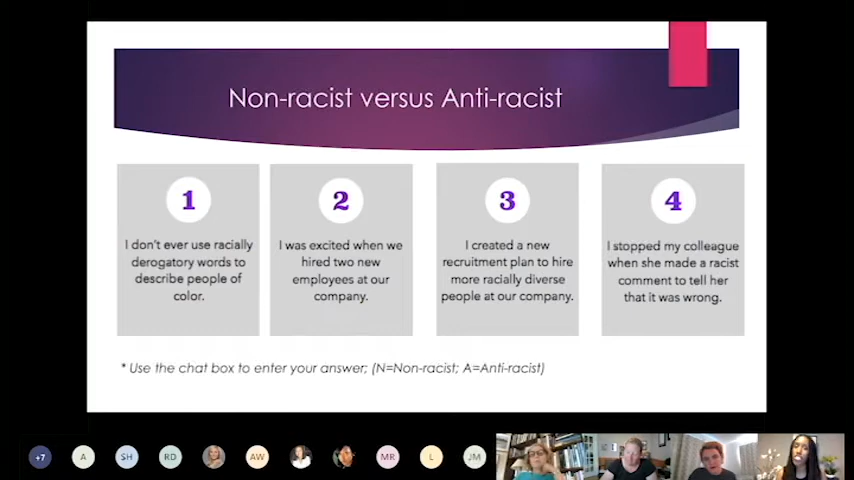 Non-racist versus Anti-racist
1
I don't ever use racially
derogatory words to
describe people of
color.
2
I was excited when we
hired two new
employees at our
company.
3
I created a new
recruitment plan to hire
more racially diverse
people at our company.
4
I stopped my colleague
when she made a racist
comment to tell her
that it was wrong.
* Use the chat box to enter your answer; (N=Non-racist; A=Anti-racist)
+7
A
SH
RD
AW
MR
L
JM